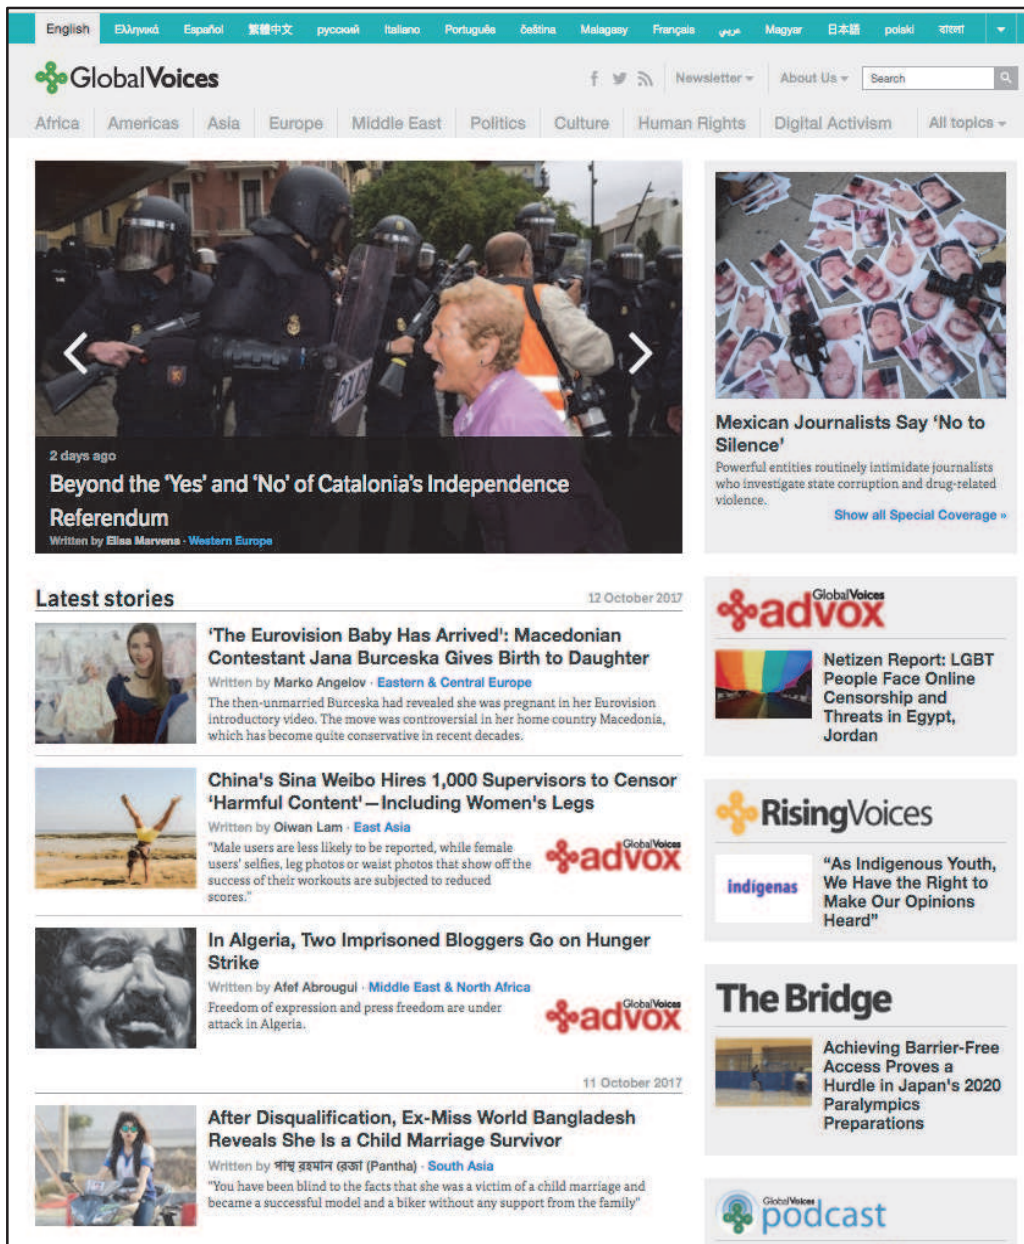 English Ελληνικά Español 繁體中文 русский Italiano Português čeština Malagasy Français عربي Magyar 日本語 polski বাংলা
GlobalVoices
Newsletter About Us Search
Africa Americas Asia Europe Middle East Politics Culture Human Rights Digital Activism All topics
POLIC
2 days ago
Beyond the 'Yes' and 'No' of Catalonia's Independence
Referendum
Written by Elisa Marvena · Western Europe
Mexican Journalists Say 'No to
Silence'
Powerful entities routinely intimidate journalists
who investigate state corruption and drug-related
violence.
Show all Special Coverage »
Latest stories
12 October 2017
'The Eurovision Baby Has Arrived': Macedonian
Contestant Jana Burceska Gives Birth to Daughter
Written by Marko Angelov · Eastern & Central Europe
The then-unmarried Burceska had revealed she was pregnant in her Eurovision
introductory video. The move was controversial in her home country Macedonia,
which has become quite conservative in recent decades.
China's Sina Weibo Hires 1,000 Supervisors to Censor
'Harmful Content'—Including Women's Legs
Written by Oiwan Lam · East Asia
"Male users are less likely to be reported, while female
users' selfies, leg photos or waist photos that show off the
success of their workouts are subjected to reduced
scores."
GlobalVoices
advox
In Algeria, Two Imprisoned Bloggers Go on Hunger
Strike
Written by Afef Abrougui · Middle East & North Africa
Freedom of expression and press freedom are under
attack in Algeria.
GlobalVoices
advox
11 October 2017
After Disqualification, Ex-Miss World Bangladesh
Reveals She Is a Child Marriage Survivor
Written by পান্থ রহমান রেজা (Pantha) · South Asia
"You have been blind to the facts that she was a victim of a child marriage and
became a successful model and a biker without any support from the family"
GlobalVoices
advox
Netizen Report: LGBT
People Face Online
Censorship and
Threats in Egypt,
Jordan
RisingVoices
indígenas
"As Indigenous Youth,
We Have the Right to
Make Our Opinions
Heard"
The Bridge
Achieving Barrier-Free
Access Proves a
Hurdle in Japan's 2020
Paralympics
Preparations
GlobalVoices
podcast